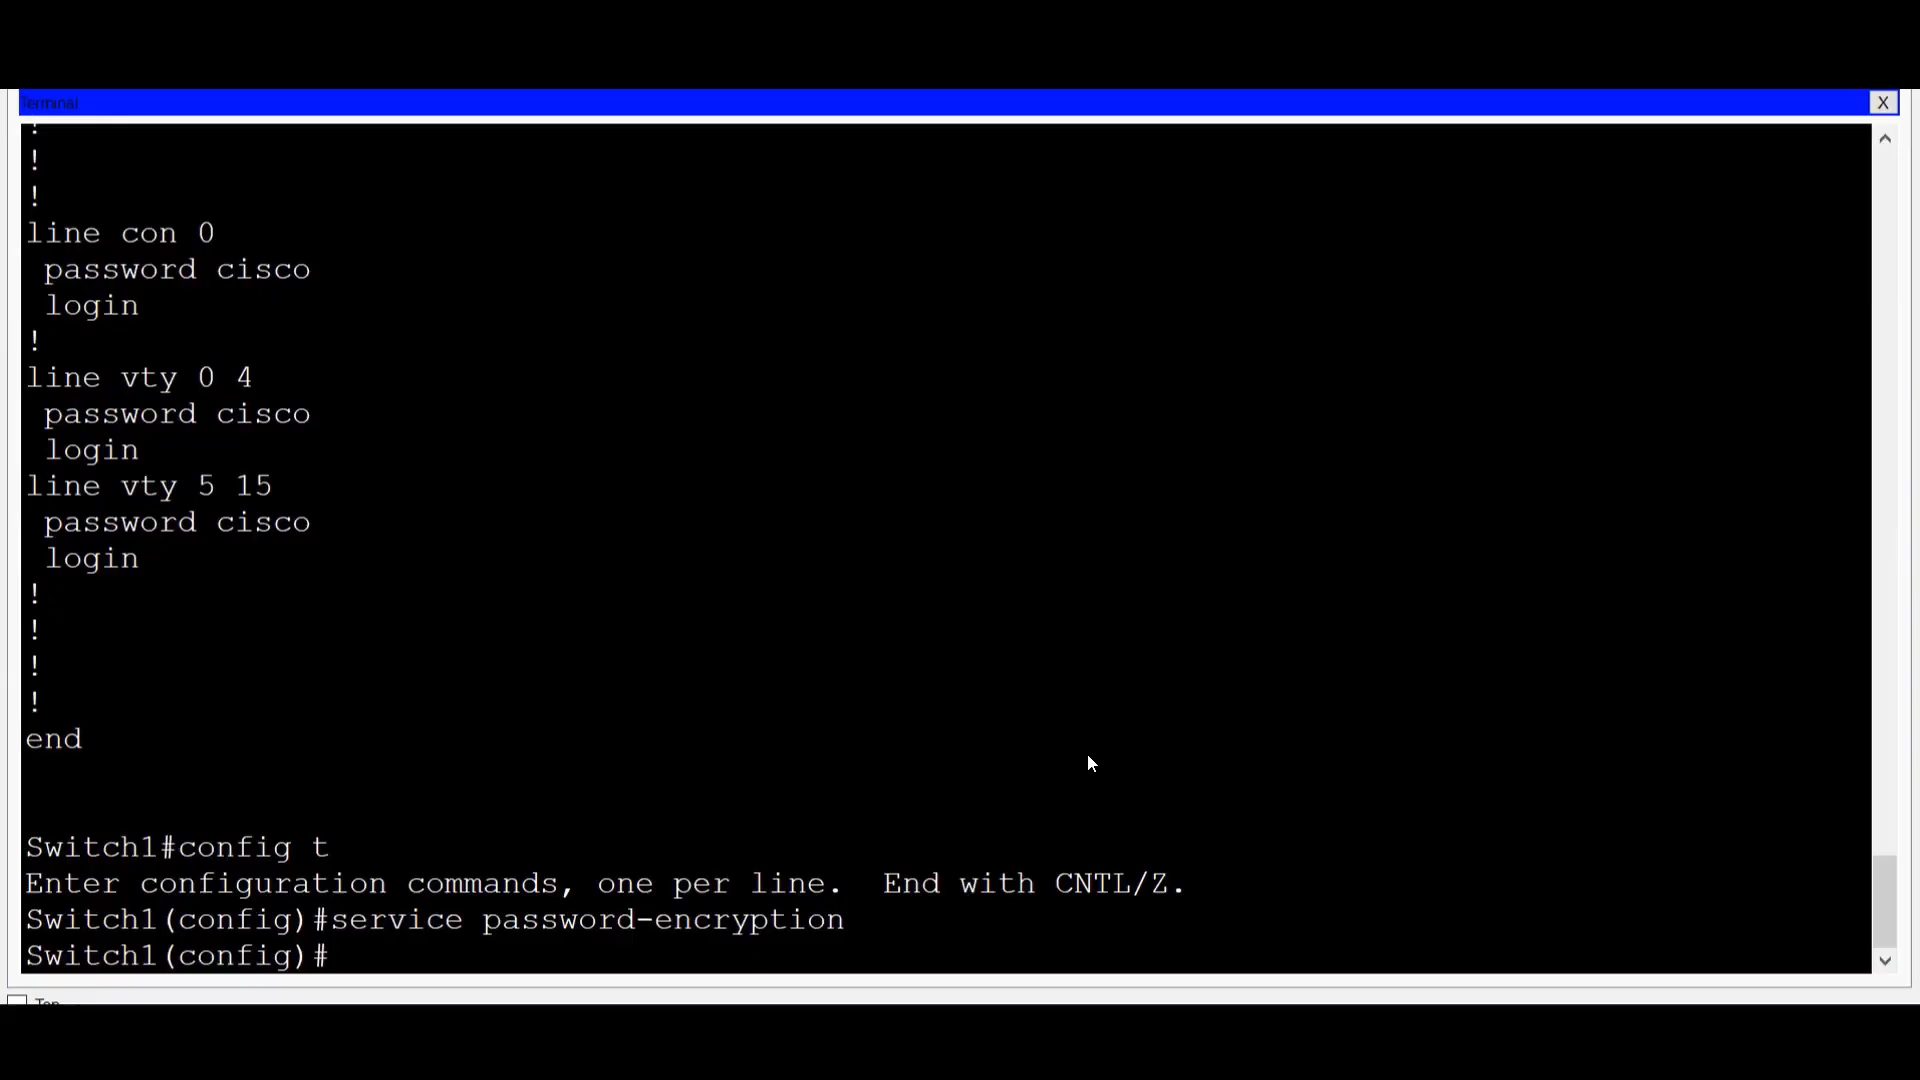 Terminal
X
!
!
!
line con 0
 password cisco
 login
!
line vty 0 4
 password cisco
 login
line vty 5 15
 password cisco
 login
!
!
!
!
end
Switch1#config t
Enter configuration commands, one per line.  End with CNTL/Z.
Switch1(config)#service password-encryption
Switch1(config)#
Top